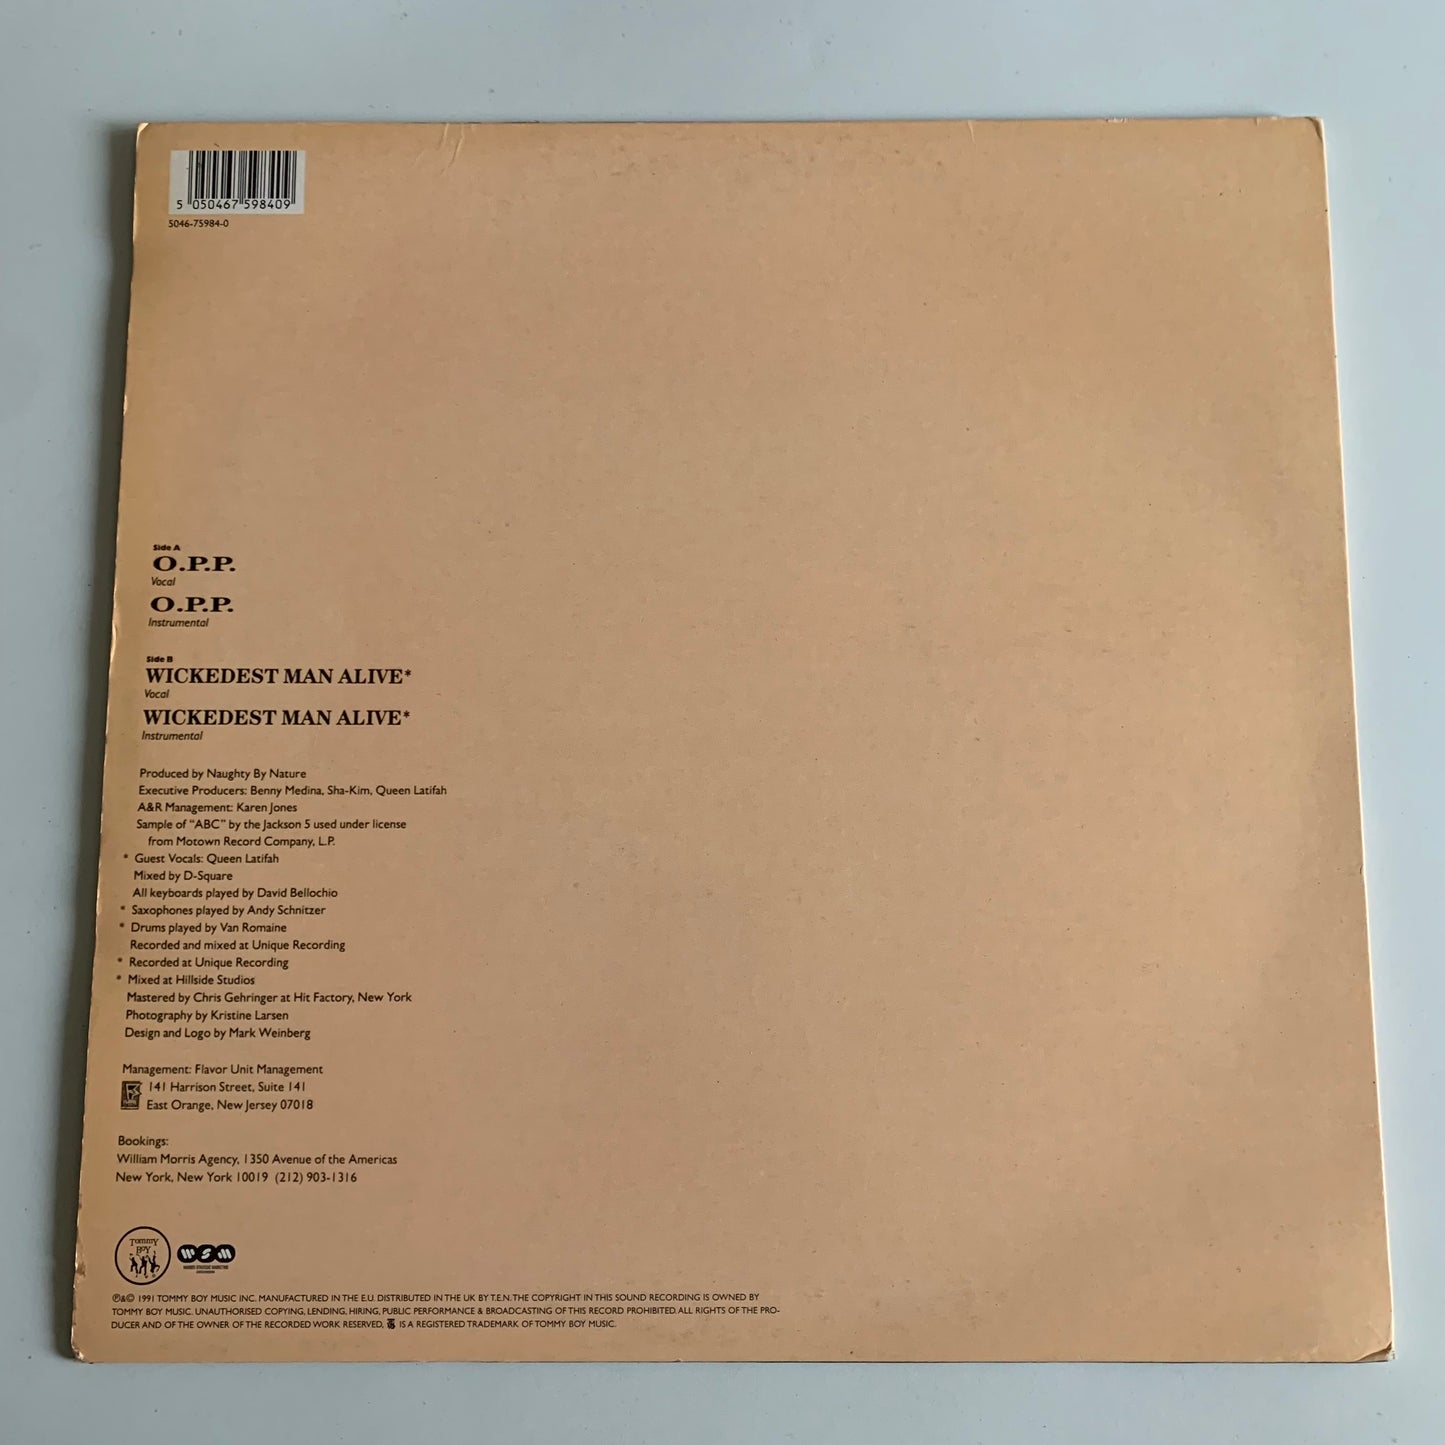 5 050467 598409
5046-75984-0
Side A
O.P.P.
Vocal
O.P.P.
Instrumental
Side B
WICKEDEST MAN ALIVE*
Vocal
WICKEDEST MAN ALIVE*
Instrumental
Produced by Naughty By Nature
Executive Producers: Benny Medina, Sha-Kim, Queen Latifah
A&R Management: Karen Jones
Sample of "ABC" by the Jackson 5 used under license
from Motown Record Company, L.P.
* Guest Vocals: Queen Latifah
Mixed by D-Square
All keyboards played by David Bellochio
* Saxophones played by Andy Schnitzer
* Drums played by Van Romaine
Recorded and mixed at Unique Recording
* Recorded at Unique Recording
* Mixed at Hillside Studios
Mastered by Chris Gehringer at Hit Factory, New York
Photography by Kristine Larsen
Design and Logo by Mark Weinberg
Management: Flavor Unit Management
141 Harrison Street, Suite 141
East Orange, New Jersey 07018
Bookings:
William Morris Agency, 1350 Avenue of the Americas
New York, New York 10019 (212) 903-1316
Tommy
Boy
WSM
℗&© 1991 TOMMY BOY MUSIC INC. MANUFACTURED IN THE E.U. DISTRIBUTED IN THE UK BY T.E.N. THE COPYRIGHT IN THIS SOUND RECORDING IS OWNED BY
TOMMY BOY MUSIC. UNAUTHORISED COPYING, LENDING, HIRING, PUBLIC PERFORMANCE & BROADCASTING OF THIS RECORD PROHIBITED. ALL RIGHTS OF THE PRO-
DUCER AND OF THE OWNER OF THE RECORDED WORK RESERVED, IS A REGISTERED TRADEMARK OF TOMMY BOY MUSIC.